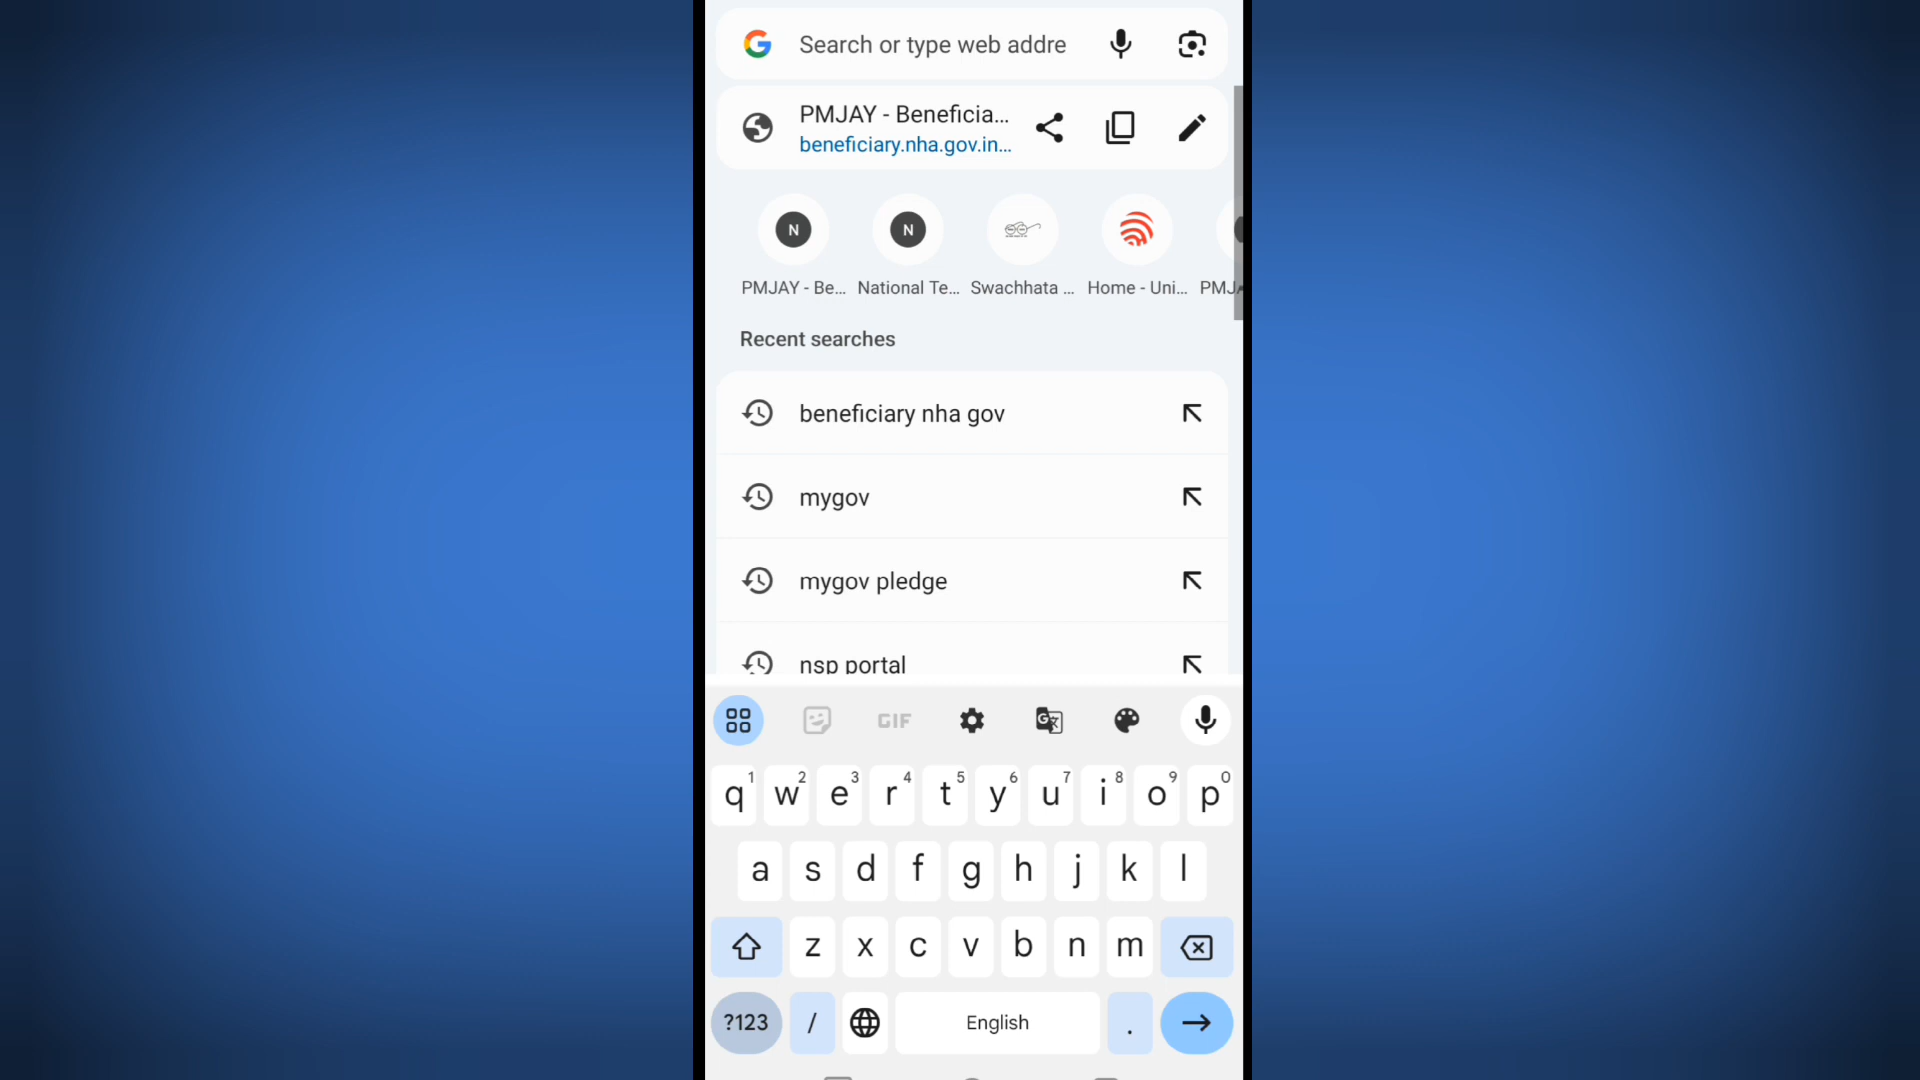 Search or type web addre
PMJAY - Beneficia...
beneficiary.nha.gov.in...
N N
PMJAY - Be... National Te... Swachhata ... Home - Uni... PMJ
Recent searches
beneficiary nha gov
mygov
mygov pledge
nsp portal
GIF G
q1 w2 e3 r4 t5 y6 u7 i8 o9 p0
a s d f g h j k l
z x c v b n m
?123 / English .